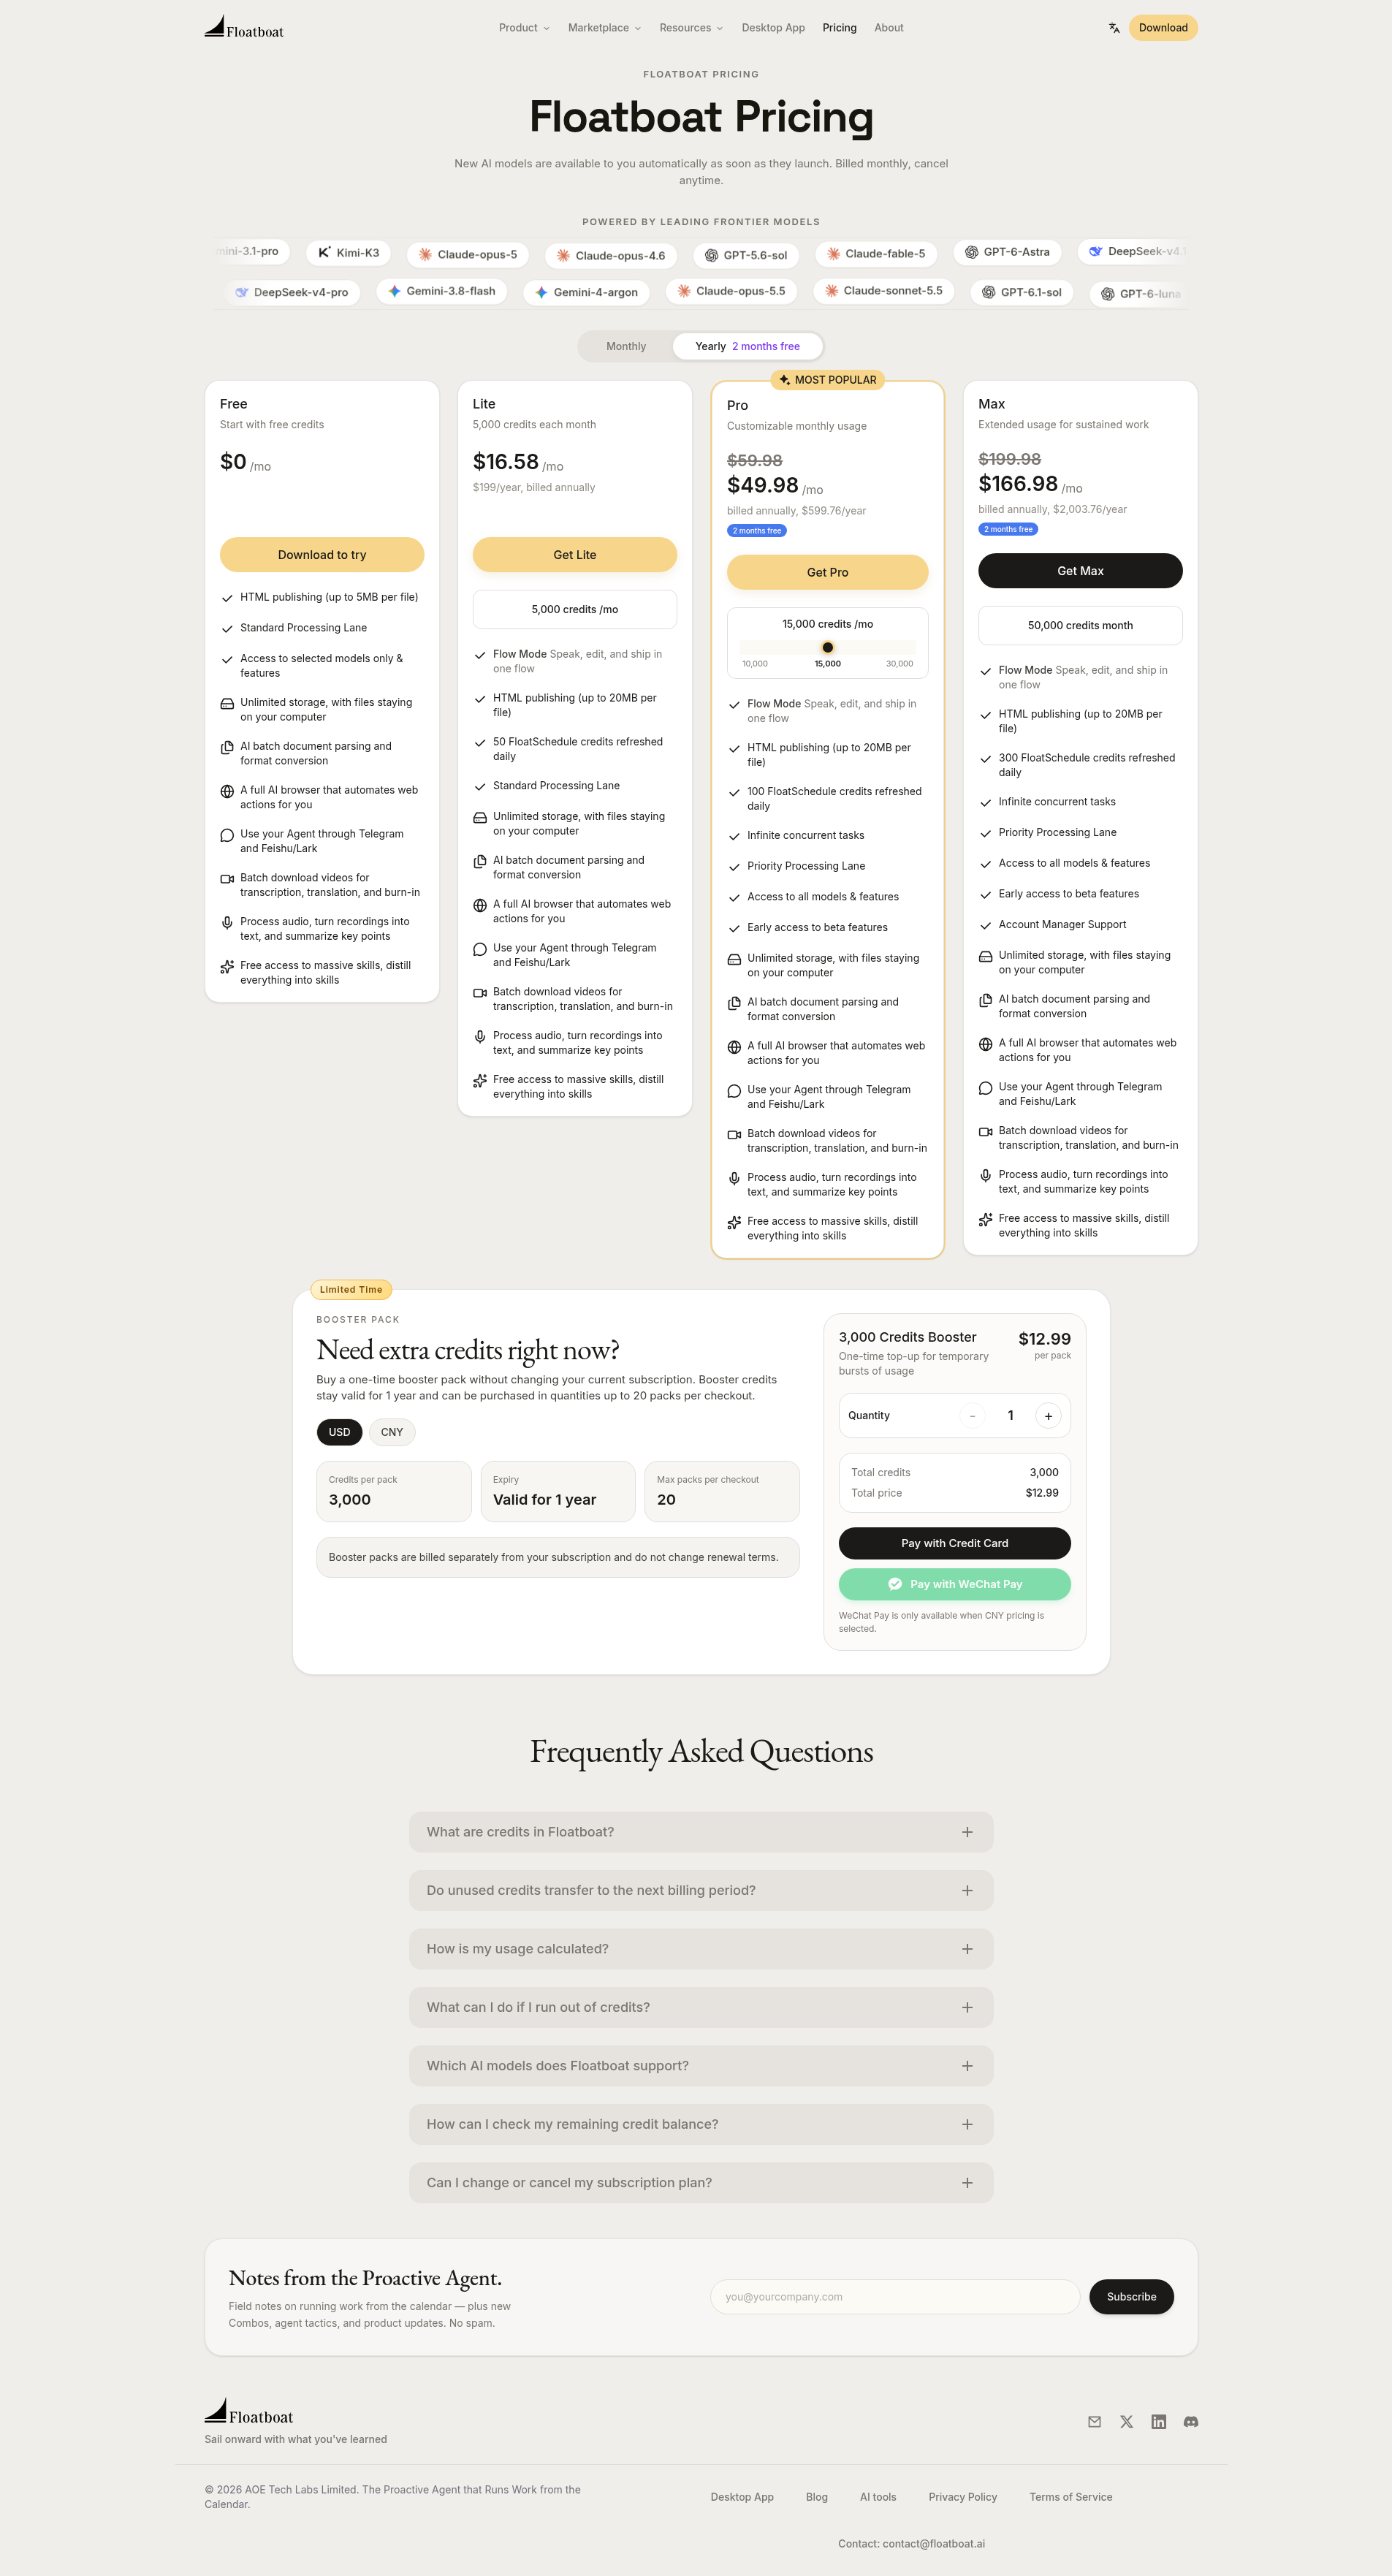 Floatboat
Product
Marketplace
Resources
Desktop App
Pricing
About
Download
FLOATBOAT PRICING
Floatboat Pricing
New AI models are available to you automatically as soon as they launch. Billed monthly, cancel
anytime.
POWERED BY LEADING FRONTIER MODELS
mini-3.1-pro
Kimi-K3
Claude-opus-5
Claude-opus-4.6
GPT-5.6-sol
Claude-fable-5
GPT-6-Astra
DeepSeek-v4.1
DeepSeek-v4-pro
Gemini-3.8-flash
Gemini-4-argon
Claude-opus-5.5
Claude-sonnet-5.5
GPT-6.1-sol
GPT-6-luna
Monthly
Yearly 2 months free
Free
Start with free credits
$0 /mo
Download to try
HTML publishing (up to 5MB per file)
Standard Processing Lane
Access to selected models only &
features
Unlimited storage, with files staying
on your computer
AI batch document parsing and
format conversion
A full AI browser that automates web
actions for you
Use your Agent through Telegram
and Feishu/Lark
Batch download videos for
transcription, translation, and burn-in
Process audio, turn recordings into
text, and summarize key points
Free access to massive skills, distill
everything into skills
Lite
5,000 credits each month
$16.58 /mo
$199/year, billed annually
Get Lite
5,000 credits /mo
Flow Mode Speak, edit, and ship in
one flow
HTML publishing (up to 20MB per
file)
50 FloatSchedule credits refreshed
daily
Standard Processing Lane
Unlimited storage, with files staying
on your computer
AI batch document parsing and
format conversion
A full AI browser that automates web
actions for you
Use your Agent through Telegram
and Feishu/Lark
Batch download videos for
transcription, translation, and burn-in
Process audio, turn recordings into
text, and summarize key points
Free access to massive skills, distill
everything into skills
MOST POPULAR
Pro
Customizable monthly usage
$59.98
$49.98 /mo
billed annually, $599.76/year
2 months free
Get Pro
15,000 credits /mo
10,000 15,000 30,000
Flow Mode Speak, edit, and ship in
one flow
HTML publishing (up to 20MB per
file)
100 FloatSchedule credits refreshed
daily
Infinite concurrent tasks
Priority Processing Lane
Access to all models & features
Early access to beta features
Unlimited storage, with files staying
on your computer
AI batch document parsing and
format conversion
A full AI browser that automates web
actions for you
Use your Agent through Telegram
and Feishu/Lark
Batch download videos for
transcription, translation, and burn-in
Process audio, turn recordings into
text, and summarize key points
Free access to massive skills, distill
everything into skills
Max
Extended usage for sustained work
$199.98
$166.98 /mo
billed annually, $2,003.76/year
2 months free
Get Max
50,000 credits month
Flow Mode Speak, edit, and ship in
one flow
HTML publishing (up to 20MB per
file)
300 FloatSchedule credits refreshed
daily
Infinite concurrent tasks
Priority Processing Lane
Access to all models & features
Early access to beta features
Account Manager Support
Unlimited storage, with files staying
on your computer
AI batch document parsing and
format conversion
A full AI browser that automates web
actions for you
Use your Agent through Telegram
and Feishu/Lark
Batch download videos for
transcription, translation, and burn-in
Process audio, turn recordings into
text, and summarize key points
Free access to massive skills, distill
everything into skills
Limited Time
BOOSTER PACK
Need extra credits right now?
Buy a one-time booster pack without changing your current subscription. Booster credits
stay valid for 1 year and can be purchased in quantities up to 20 packs per checkout.
USD
CNY
Credits per pack
3,000
Expiry
Valid for 1 year
Max packs per checkout
20
Booster packs are billed separately from your subscription and do not change renewal terms.
3,000 Credits Booster
One-time top-up for temporary
bursts of usage
$12.99
per pack
Quantity - 1 +
Total credits 3,000
Total price $12.99
Pay with Credit Card
Pay with WeChat Pay
WeChat Pay is only available when CNY pricing is
selected.
Frequently Asked Questions
What are credits in Floatboat?
Do unused credits transfer to the next billing period?
How is my usage calculated?
What can I do if I run out of credits?
Which AI models does Floatboat support?
How can I check my remaining credit balance?
Can I change or cancel my subscription plan?
Notes from the Proactive Agent.
Field notes on running work from the calendar — plus new
Combos, agent tactics, and product updates. No spam.
you@yourcompany.com
Subscribe
Floatboat
Sail onward with what you've learned
© 2026 AOE Tech Labs Limited. The Proactive Agent that Runs Work from the
Calendar.
Desktop App
Blog
AI tools
Privacy Policy
Terms of Service
Contact: contact@floatboat.ai